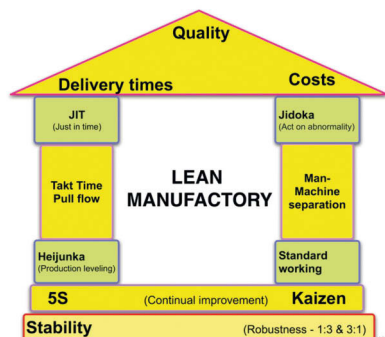 Quality
Delivery times Costs
JIT
(Just in time)
Jidoka
(Act on abnormality)
Takt Time
Pull flow
LEAN
MANUFACTORY
Man-
Machine
separation
Heijunka
(Production leveling)
Standard
working
5S (Continual improvement) Kaizen
Stability (Robustness - 1:3 & 3:1)